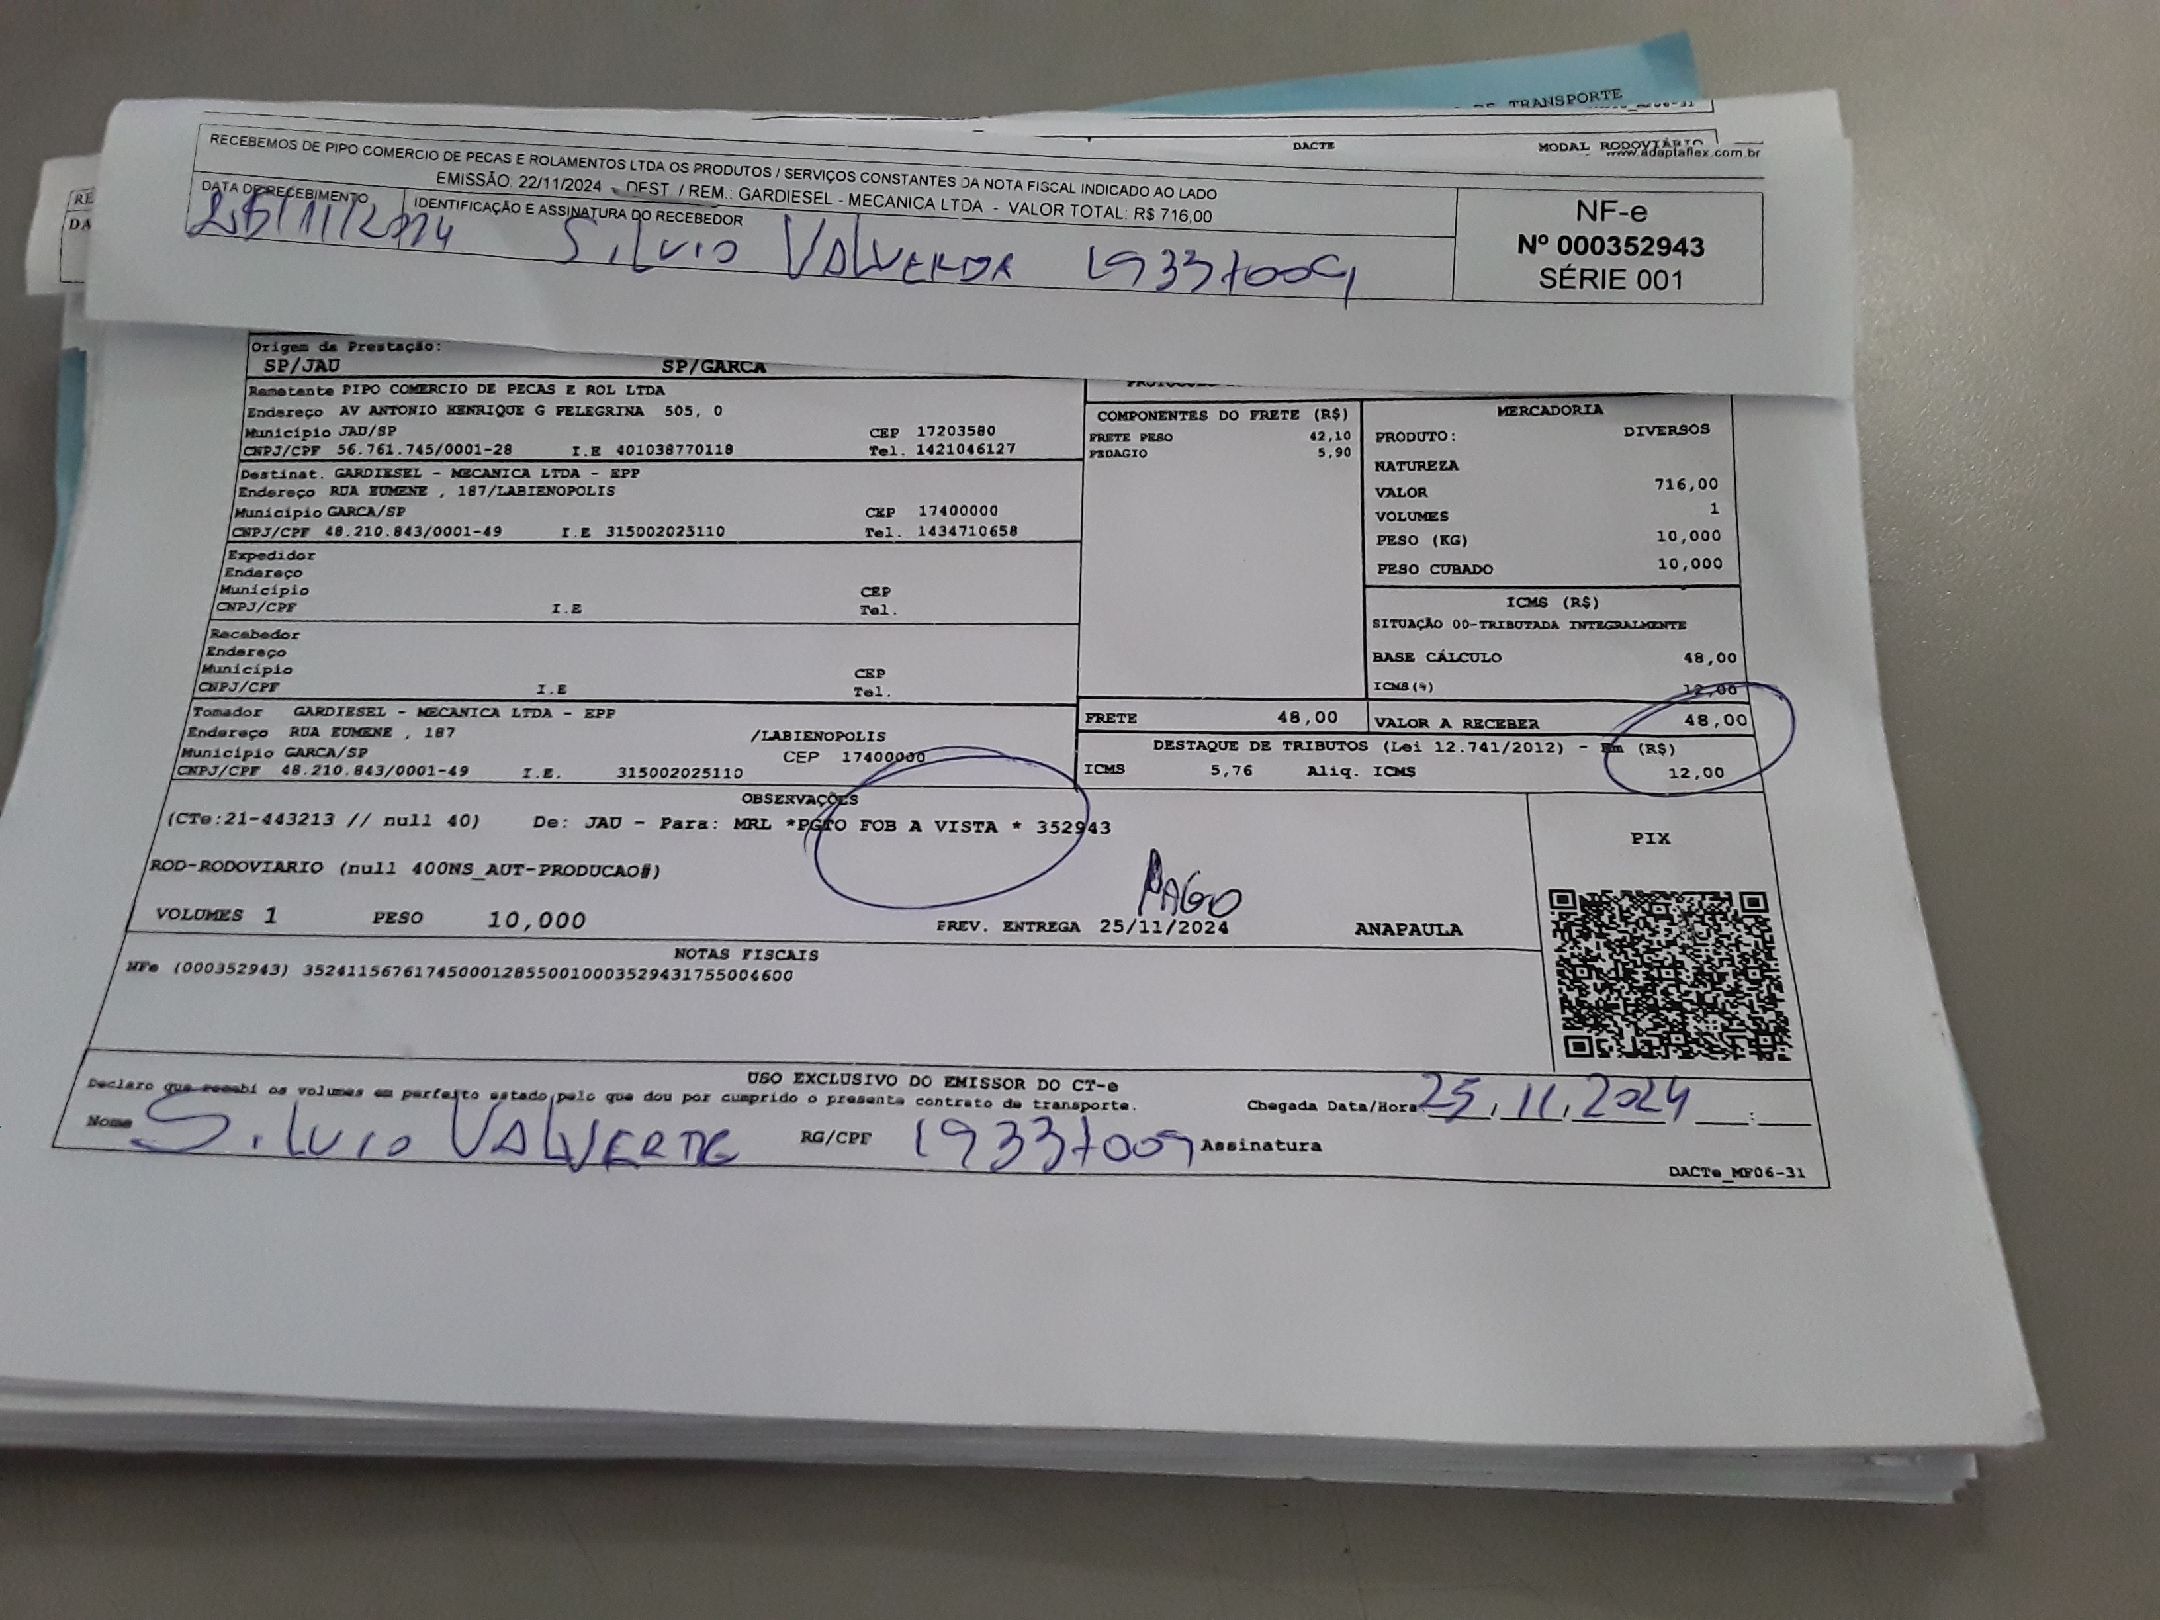 DE TRANSPORTE
DACTE
MODAL RODOVIÁRIO
www.adaptaflex.com.br
RECEBEMOS DE PIPO COMERCIO DE PECAS E ROLAMENTOS LTDA OS PRODUTOS / SERVIÇOS CONSTANTES DA NOTA FISCAL INDICADO AO LADO
EMISSÃO: 22/11/2024 - DEST. / REM.: GARDIESEL - MECANICA LTDA - VALOR TOTAL: R$ 716,00
DATA DE RECEBIMENTO
IDENTIFICAÇÃO E ASSINATURA DO RECEBEDOR
25/11/2024 SILVIO VALVERDE 19337009
NF-e
Nº 000352943
SÉRIE 001
Origem da Prestação:
SP/JAU SP/GARCA
Remetente PIPO COMERCIO DE PECAS E ROL LTDA
Endereço AV ANTONIO HENRIQUE G PELEGRINA 505, 0
Município JAU/SP CEP 17203580
CNPJ/CPF 56.761.745/0001-28 I.E 401038770118 Tel. 1421046127
Destinat. GARDIESEL - MECANICA LTDA - EPP
Endereço RUA EUMENE , 187/LABIENOPOLIS
Município GARCA/SP CEP 17400000
CNPJ/CPF 48.210.843/0001-49 I.E 315002025110 Tel. 1434710658
Expedidor
Endereço
Município CEP
CNPJ/CPF I.E Tel.
Recebedor
Endereço
Município CEP
CNPJ/CPF I.E Tel.
Tomador GARDIESEL - MECANICA LTDA - EPP
Endereço RUA EUMENE , 187 /LABIENOPOLIS
Município GARCA/SP CEP 17400000
CNPJ/CPF 48.210.843/0001-49 I.E. 315002025110
COMPONENTES DO FRETE (R$)
FRETE PESO 42,10
PEDAGIO 5,90
MERCADORIA
PRODUTO: DIVERSOS
NATUREZA
VALOR 716,00
VOLUMES 1
PESO (KG) 10,000
PESO CUBADO 10,000
ICMS (R$)
SITUAÇÃO 00-TRIBUTADA INTEGRALMENTE
BASE CÁLCULO 48,00
ICMS(%) 12,00
FRETE 48,00 VALOR A RECEBER 48,00
DESTAQUE DE TRIBUTOS (Lei 12.741/2012) - Em (R$)
ICMS 5,76 Aliq. ICMS 12,00
OBSERVAÇÕES
(CTe:21-443213 // null 40) De: JAU - Para: MRL *PGTO FOB A VISTA * 352943
ROD-RODOVIARIO (null 400NS_AUT-PRODUCAO#)
PAGO
VOLUMES 1 PESO 10,000 PREV. ENTREGA 25/11/2024 ANAPAULA
PIX
NOTAS FISCAIS
NFe (000352943) 35241156761745000128550010003529431755004600
USO EXCLUSIVO DO EMISSOR DO CT-e
Declaro que recebi os volumes em perfeito estado pelo que dou por cumprido o presente contrato de transporte.
Chegada Data/Hora 25/11/2024 ___:___
Nome SILVIO VALVERDE RG/CPF 19337009 Assinatura
DACTe_MF06-31